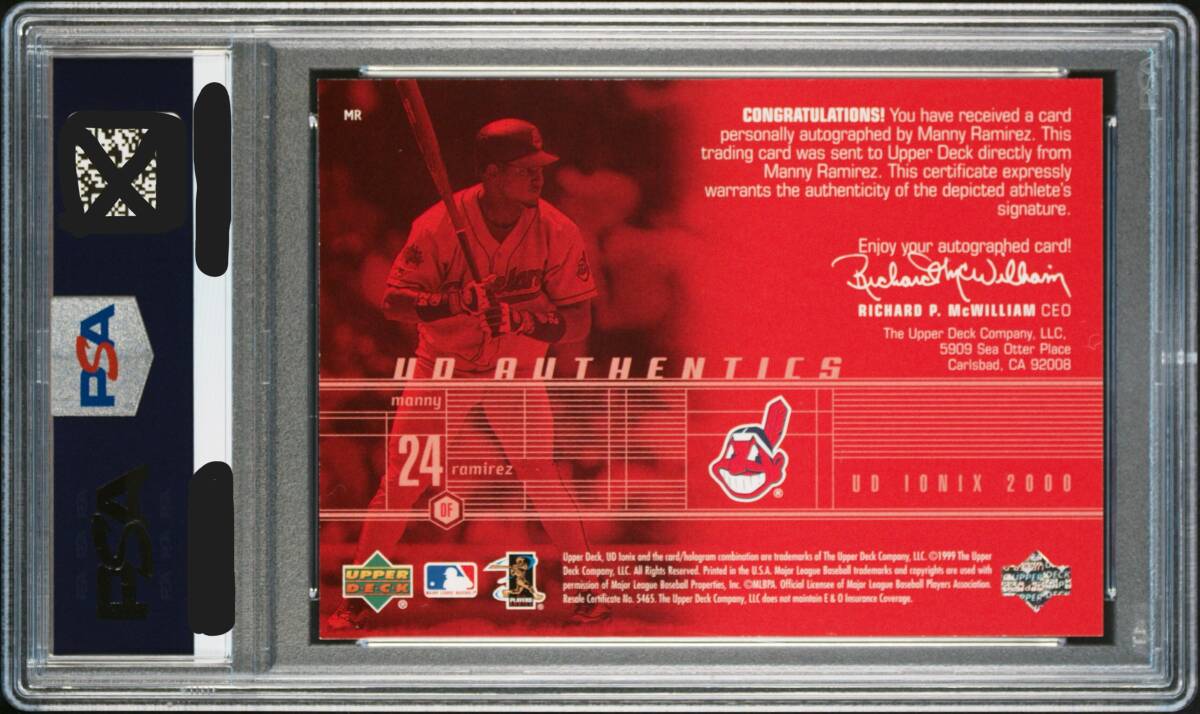 PSA
PSA
MR
CONGRATULATIONS! You have received a card
personally autographed by Manny Ramirez. This
trading card was sent to Upper Deck directly from
Manny Ramirez. This certificate expressly
warrants the authenticity of the depicted athlete's
signature.
Enjoy your autographed card!
Richard P. McWilliam
RICHARD P. McWILLIAM CEO
The Upper Deck Company, LLC,
5909 Sea Otter Place
Carlsbad, CA 92008
UD AUTHENTICS
manny
24
ramirez
OF
UD IONIX 2000
UPPER
DECK
®
®
Upper Deck, UD Ionix and the card/hologram combination are trademarks of The Upper Deck Company, LLC. ©1999 The Upper
Deck Company, LLC. All Rights Reserved. Printed in the U.S.A. Major League Baseball trademarks and copyrights are used with
permission of Major League Baseball Properties, Inc. ©MLBPA Official Licensee of Major League Baseball Players Association.
Resale Certificate No. 5465. The Upper Deck Company, LLC does not maintain E & O Insurance Coverage.
UPPER DECK